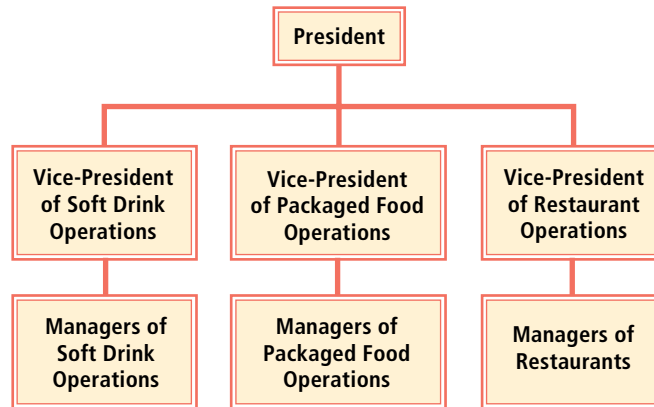 President
Vice-President
of Soft Drink
Operations
Vice-President
of Packaged Food
Operations
Vice-President
of Restaurant
Operations
Managers of
Soft Drink
Operations
Managers of
Packaged Food
Operations
Managers of
Restaurants